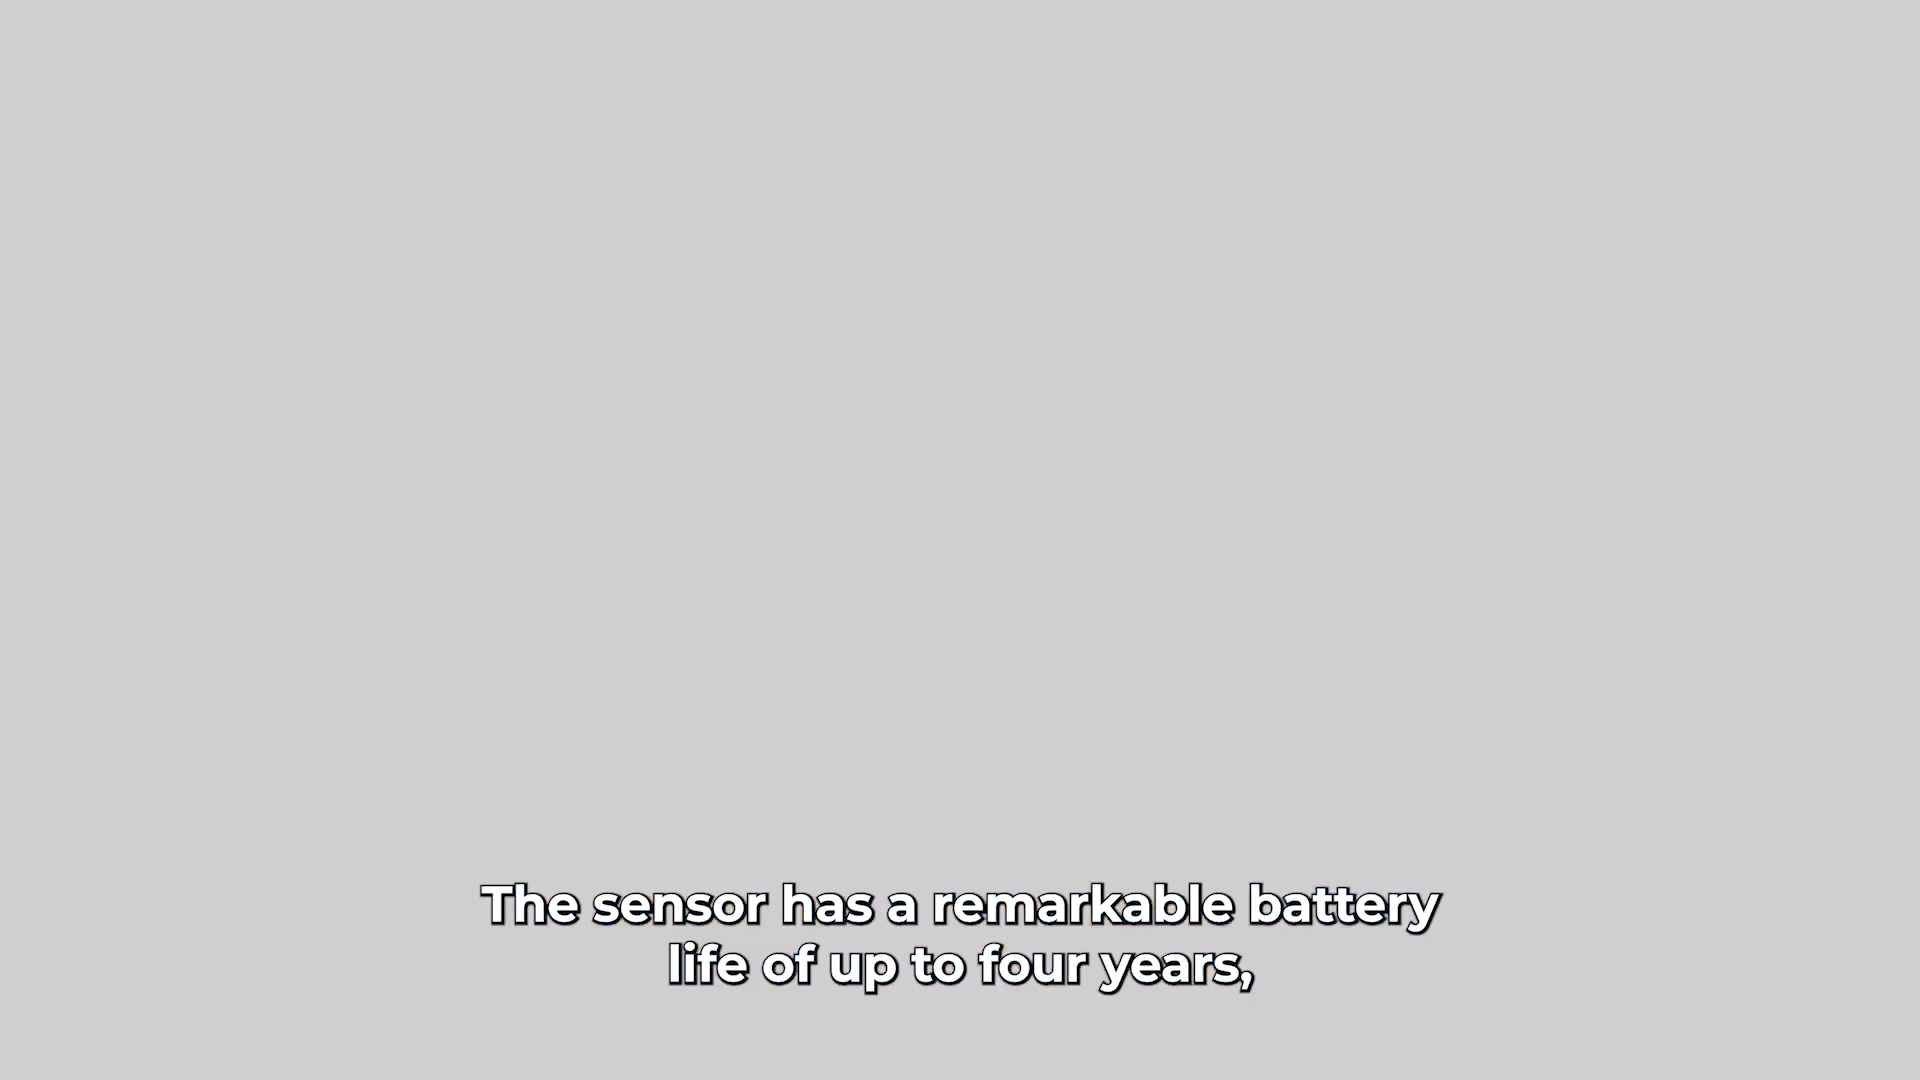 The sensor has a remarkable battery
life of up to four years,